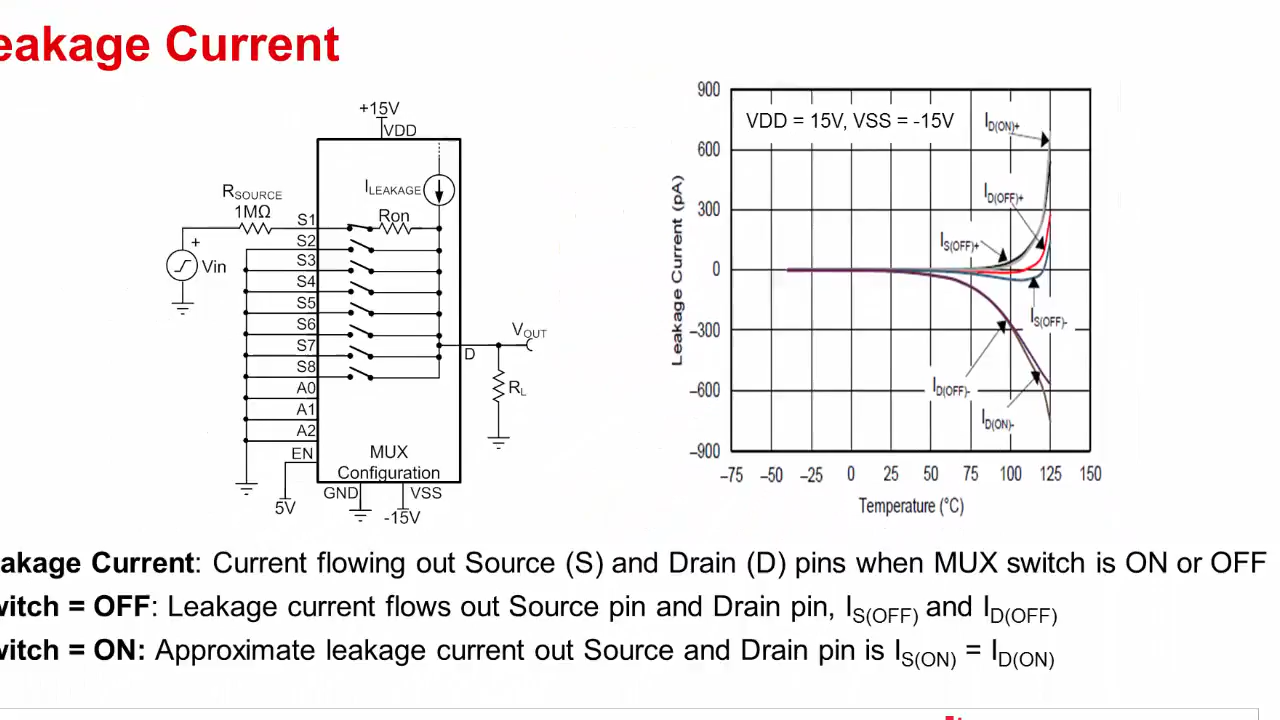 eakage Current
+15V
VDD
RSOURCE
1MΩ
ILEAKAGE
Ron
S1
S2
S3
S4
S5
S6
S7
S8
A0
A1
A2
EN
+
Vin
VOUT
D
RL
MUX
Configuration
GND
VSS
5V
-15V
VDD = 15V, VSS = -15V
ID(ON)+
ID(OFF)+
IS(OFF)+
IS(OFF)-
ID(OFF)-
ID(ON)-
Leakage Current (pA)
900
600
300
0
−300
−600
−900
−75 −50 −25 0 25 50 75 100 125 150
Temperature (°C)
akage Current: Current flowing out Source (S) and Drain (D) pins when MUX switch is ON or OFF
witch = OFF: Leakage current flows out Source pin and Drain pin, IS(OFF) and ID(OFF)
witch = ON: Approximate leakage current out Source and Drain pin is IS(ON) = ID(ON)